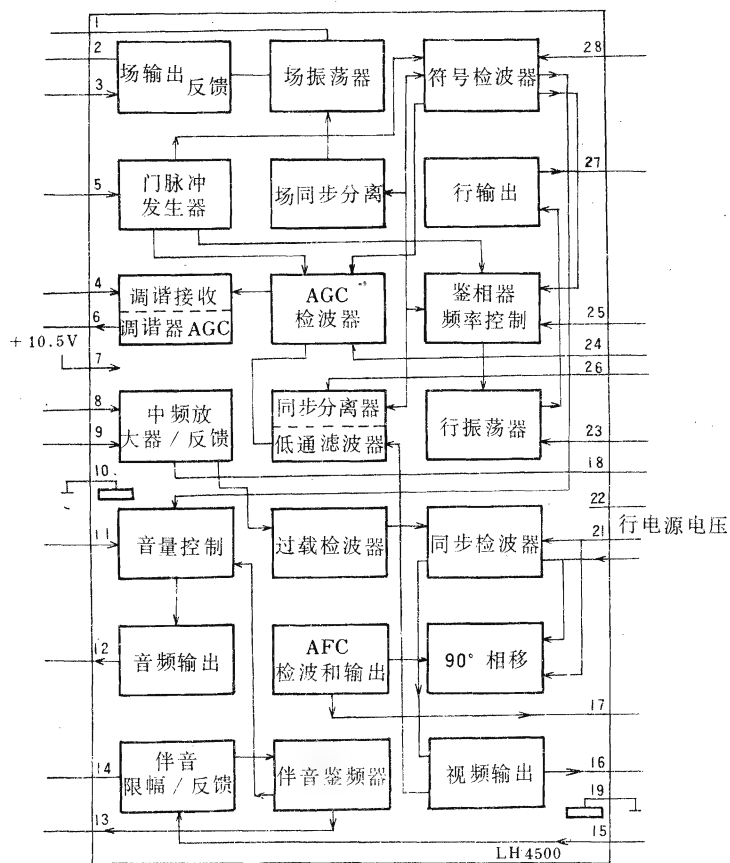 1
2
场输出 反馈
3
场振荡器
符号检波器
28
5
门脉冲
发生器
场同步分离
行输出
27
4
调谐接收
调谐器 AGC
6
+10.5V
7
AGC
检波器
鉴相器
频率控制
25
24
26
8
9
中频放
大器/反馈
同步分离器
低通滤波器
行振荡器
23
18
10
22
11
音量控制
过载检波器
同步检波器
21
行电源电压
12
音频输出
AFC
检波和输出
90° 相移
17
14
伴音
限幅/反馈
伴音鉴频器
视频输出
16
19
13
15
LH4500